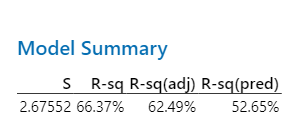 Model Summary
S R-sq R-sq(adj) R-sq(pred)
2.67552 66.37% 62.49% 52.65%